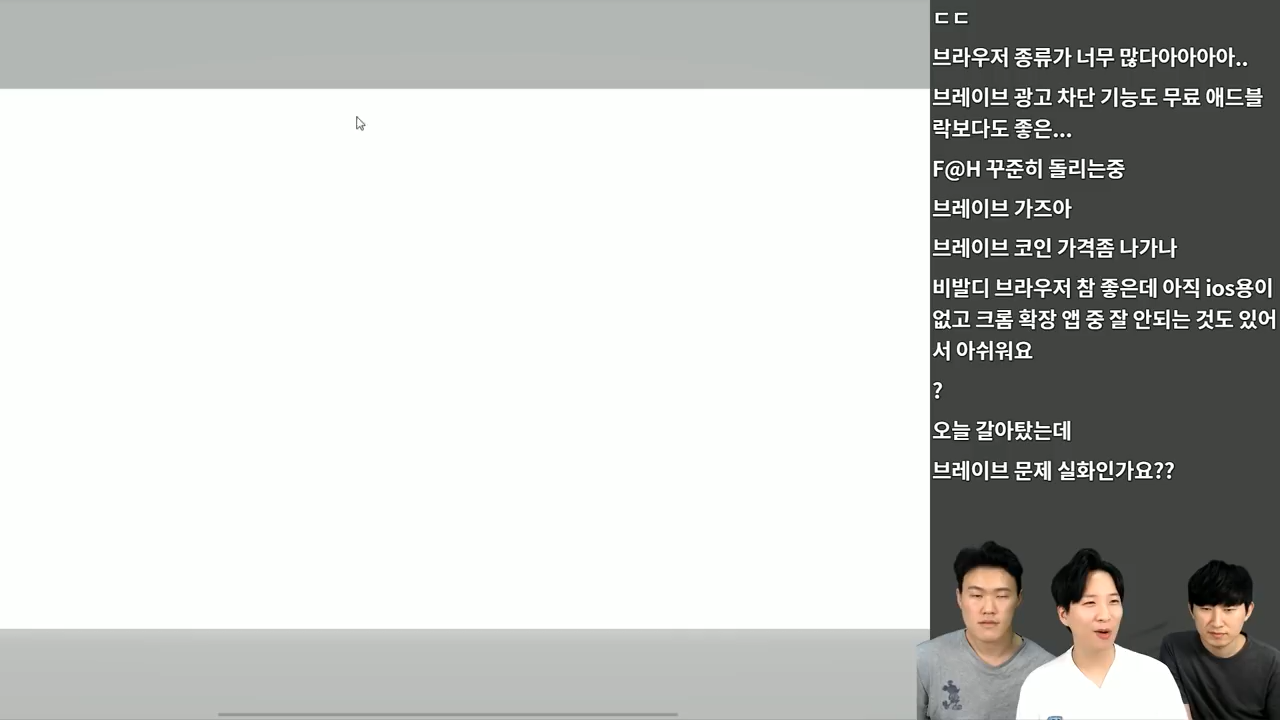 ㄷㄷ
브라우저 종류가 너무 많다아아아아..
브레이브 광고 차단 기능도 무료 애드블
락보다도 좋은...
F@H 꾸준히 돌리는중
브레이브 가즈아
브레이브 코인 가격좀 나가나
비발디 브라우저 참 좋은데 아직 ios용이
없고 크롬 확장 앱 중 잘 안되는 것도 있어
서 아쉬워요
?
오늘 갈아탔는데
브레이브 문제 실화인가요??